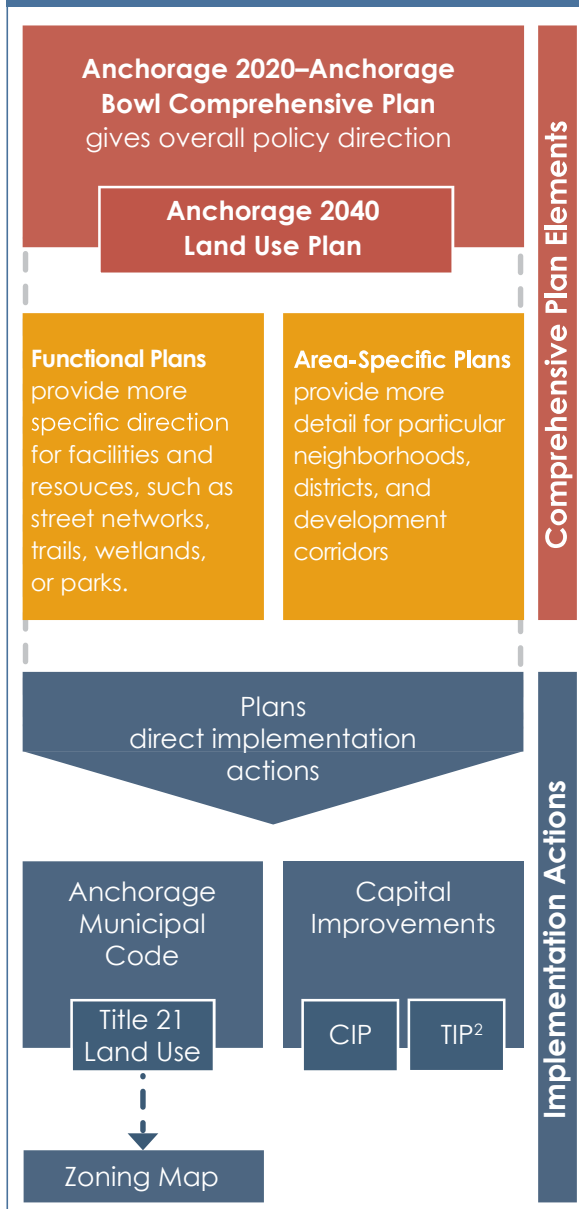 Anchorage 2020–Anchorage
Bowl Comprehensive Plan
gives overall policy direction
Anchorage 2040
Land Use Plan
Comprehensive Plan Elements
Functional Plans
provide more
specific direction
for facilities and
resouces, such as
street networks,
trails, wetlands,
or parks.
Area-Specific Plans
provide more
detail for particular
neighborhoods,
districts, and
development
corridors
Plans
direct implementation
actions
Implementation Actions
Anchorage
Municipal
Code
Title 21
Land Use
Capital
Improvements
CIP
TIP²
Zoning Map